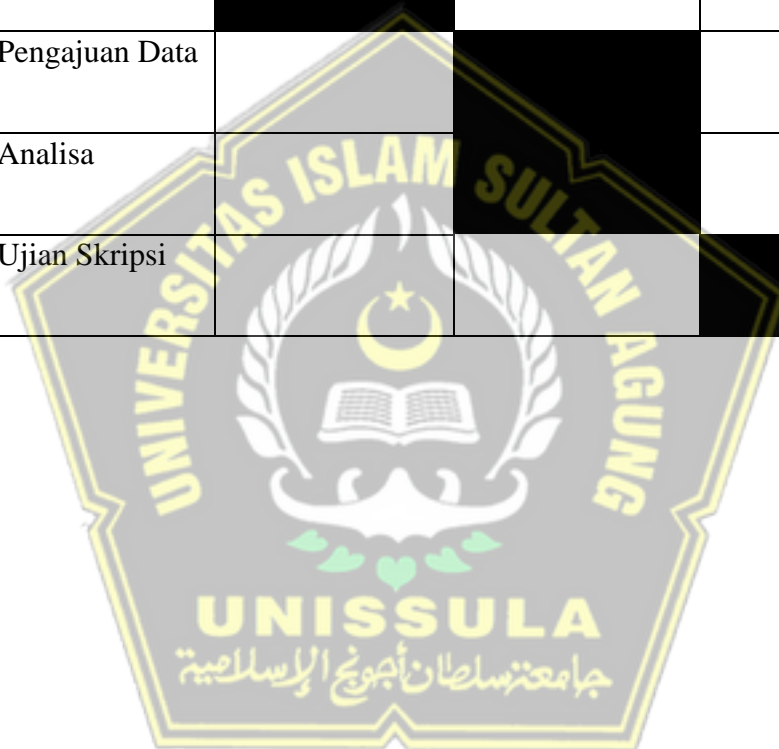 Pengajuan Data
Analisa
Ujian Skripsi
UNIVERSITAS ISLAM SULTAN AGUNG
UNISSULA
جامعة سلطان أجونج الإسلامية